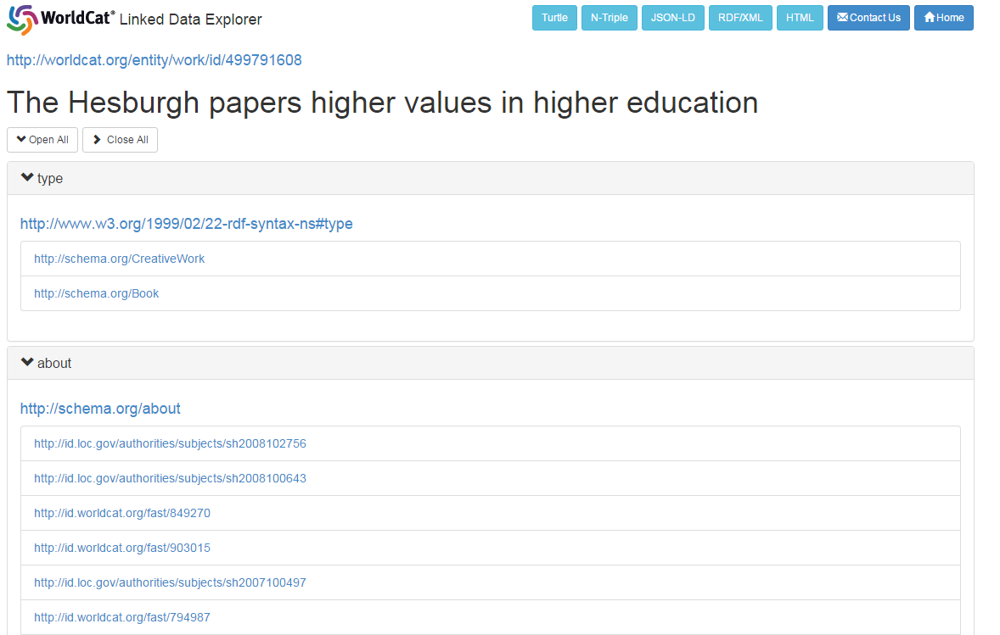 WorldCat® Linked Data Explorer
Turtle N-Triple JSON-LD RDF/XML HTML Contact Us Home
http://worldcat.org/entity/work/id/499791608
The Hesburgh papers higher values in higher education
Open All Close All
type
http://www.w3.org/1999/02/22-rdf-syntax-ns#type
http://schema.org/CreativeWork
http://schema.org/Book
about
http://schema.org/about
http://id.loc.gov/authorities/subjects/sh2008102756
http://id.loc.gov/authorities/subjects/sh2008100643
http://id.worldcat.org/fast/849270
http://id.worldcat.org/fast/903015
http://id.loc.gov/authorities/subjects/sh2007100497
http://id.worldcat.org/fast/794987